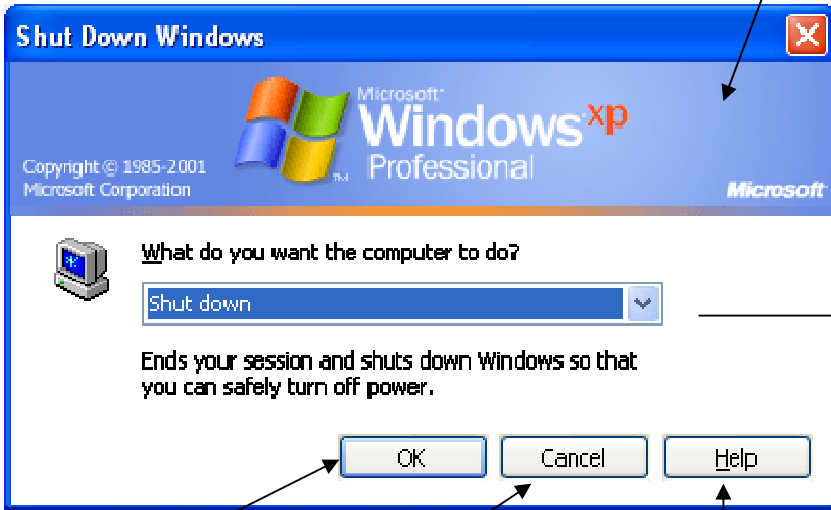 Shut Down Windows
Microsoft®
Windows xp
Professional
TM
Copyright © 1985-2001
Microsoft Corporation
Microsoft®
What do you want the computer to do?
Shut down
Ends your session and shuts down Windows so that
you can safely turn off power.
OK Cancel Help